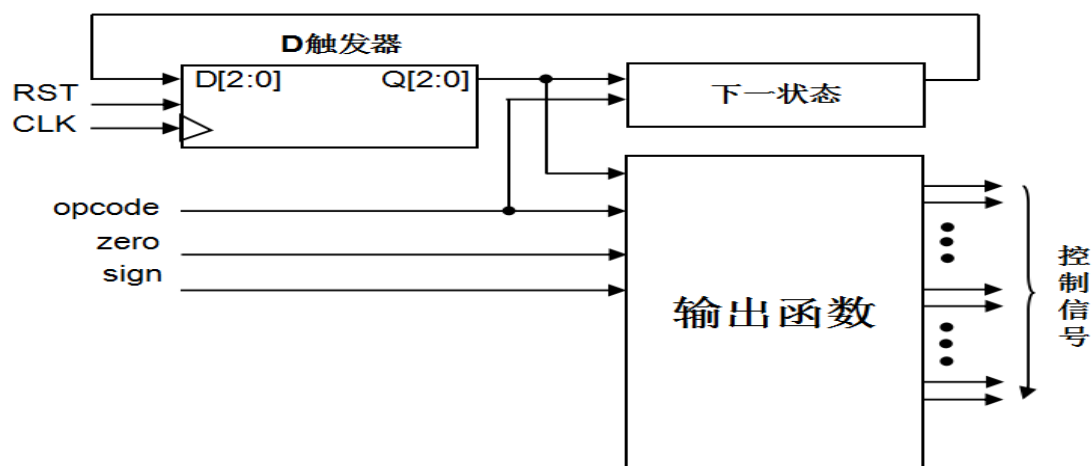 D触发器
D[2:0]
Q[2:0]
RST
CLK
下一状态
opcode
zero
sign
输出函数
控制信号